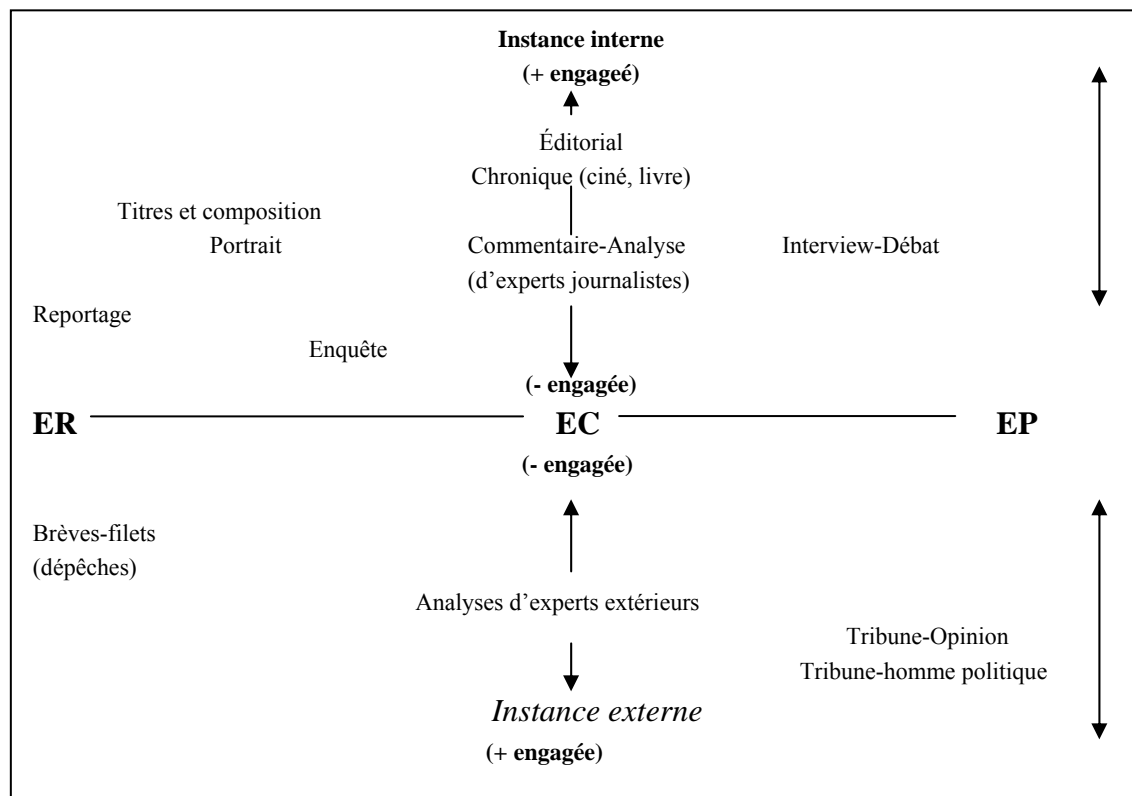 Instance interne
(+ engageé)
Éditorial
Chronique (ciné, livre)
Titres et composition
Portrait
Commentaire-Analyse
(d’experts journalistes)
Interview-Débat
Reportage
Enquête
(- engagée)
ER EC EP
(- engagée)
Brèves-filets
(dépêches)
Analyses d’experts extérieurs
Tribune-Opinion
Tribune-homme politique
Instance externe
(+ engagée)